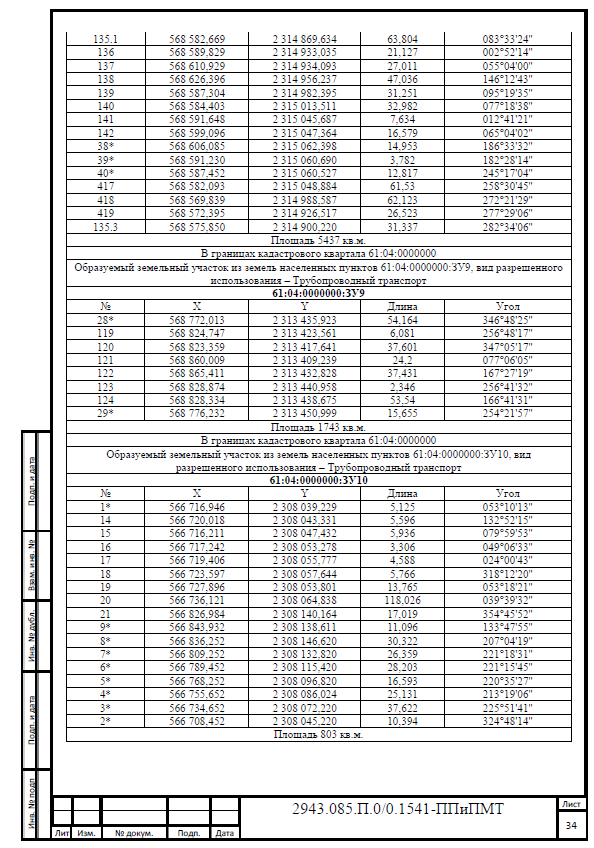 135.1 568 582,669 2 314 869,634 63,804 083°33'24"
136 568 589,829 2 314 933,035 21,127 002°52'14"
137 568 610,929 2 314 934,093 27,011 055°04'00"
138 568 626,396 2 314 956,237 47,036 146°12'43"
139 568 587,304 2 314 982,395 31,251 095°19'35"
140 568 584,403 2 315 013,511 32,982 077°18'38"
141 568 591,648 2 315 045,687 7,634 012°41'21"
142 568 599,096 2 315 047,364 16,579 065°04'02"
38* 568 606,085 2 315 062,398 14,953 186°33'32"
39* 568 591,230 2 315 060,690 3,782 182°28'14"
40* 568 587,452 2 315 060,527 12,817 245°17'04"
417 568 582,093 2 315 048,884 61,53 258°30'45"
418 568 569,839 2 314 988,587 62,123 272°21'29"
419 568 572,395 2 314 926,517 26,523 277°29'06"
135.3 568 575,850 2 314 900,220 31,337 282°34'06"
Площадь 5437 кв.м.
В границах кадастрового квартала 61:04:0000000
Образуемый земельный участок из земель населенных пунктов 61:04:0000000:ЗУ9, вид разрешенного
использования – Трубопроводный транспорт
61:04:0000000:ЗУ9
№ X Y Длина Угол
28* 568 772,013 2 313 435,923 54,164 346°48'25"
119 568 824,747 2 313 423,561 6,081 256°48'17"
120 568 823,359 2 313 417,641 37,601 347°05'17"
121 568 860,009 2 313 409,239 24,2 077°06'05"
122 568 865,411 2 313 432,828 37,431 167°27'19"
123 568 828,874 2 313 440,958 2,346 256°41'32"
124 568 828,334 2 313 438,675 53,54 166°41'31"
29* 568 776,232 2 313 450,999 15,655 254°21'57"
Площадь 1743 кв.м.
В границах кадастрового квартала 61:04:0000000
Образуемый земельный участок из земель населенных пунктов 61:04:0000000:ЗУ10, вид
разрешенного использования – Трубопроводный транспорт
61:04:0000000:ЗУ10
№ X Y Длина Угол
1* 566 716,946 2 308 039,229 5,125 053°10'13"
14 566 720,018 2 308 043,331 5,596 132°52'15"
15 566 716,211 2 308 047,432 5,936 079°59'53"
16 566 717,242 2 308 053,278 3,306 049°06'33"
17 566 719,406 2 308 055,777 4,588 024°00'43"
18 566 723,597 2 308 057,644 5,766 318°12'20"
19 566 727,896 2 308 053,801 13,765 053°18'21"
20 566 736,121 2 308 064,838 118,026 039°39'32"
21 566 826,984 2 308 140,164 17,019 354°45'52"
9* 566 843,932 2 308 138,611 11,096 133°47'55"
8* 566 836,252 2 308 146,620 30,322 207°04'19"
7* 566 809,252 2 308 132,820 26,359 221°18'31"
6* 566 789,452 2 308 115,420 28,203 221°15'45"
5* 566 768,252 2 308 096,820 16,593 220°35'27"
4* 566 755,652 2 308 086,024 25,131 213°19'06"
3* 566 734,652 2 308 072,220 37,622 225°51'41"
2* 566 708,452 2 308 045,220 10,394 324°48'14"
Площадь 803 кв.м.
Подп. и дата
Взам. инв. №
Инв. № дубл.
Подп. и дата
Инв. № подп
Лит Изм. № докум. Подп. Дата
2943.085.П.0/0.1541-ППиПМТ
Лист
34